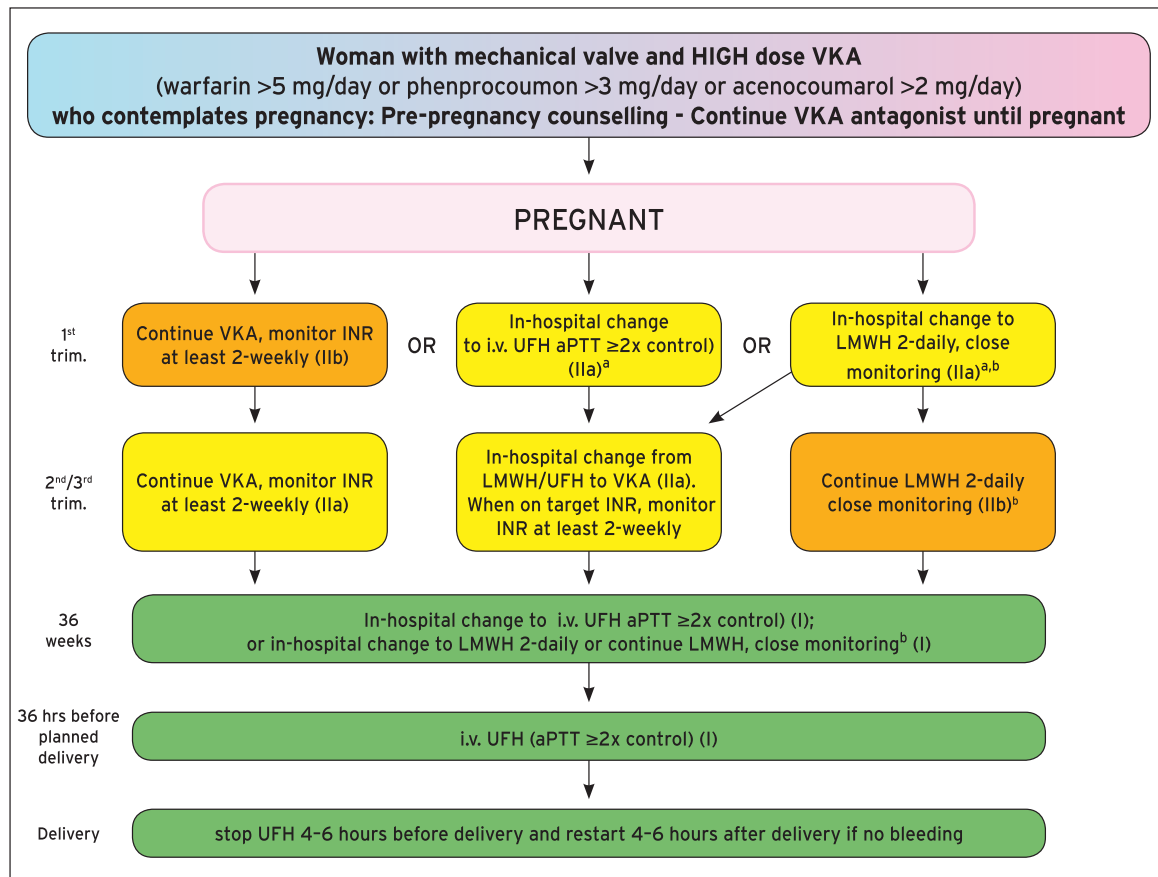 Woman with mechanical valve and HIGH dose VKA
(warfarin >5 mg/day or phenprocoumon >3 mg/day or acenocoumarol >2 mg/day)
who contemplates pregnancy: Pre-pregnancy counselling - Continue VKA antagonist until pregnant
PREGNANT
1st
trim.
Continue VKA, monitor INR
at least 2-weekly (IIb)
OR
In-hospital change
to i.v. UFH aPTT ≥2x control)
(IIa)a
OR
In-hospital change to
LMWH 2-daily, close
monitoring (IIa)a,b
2nd/3rd
trim.
Continue VKA, monitor INR
at least 2-weekly (IIa)
In-hospital change from
LMWH/UFH to VKA (IIa).
When on target INR, monitor
INR at least 2-weekly
Continue LMWH 2-daily
close monitoring (IIb)b
36
weeks
In-hospital change to i.v. UFH aPTT ≥2x control) (I);
or in-hospital change to LMWH 2-daily or continue LMWH, close monitoringb (I)
36 hrs before
planned
delivery
i.v. UFH (aPTT ≥2x control) (I)
Delivery
stop UFH 4–6 hours before delivery and restart 4–6 hours after delivery if no bleeding